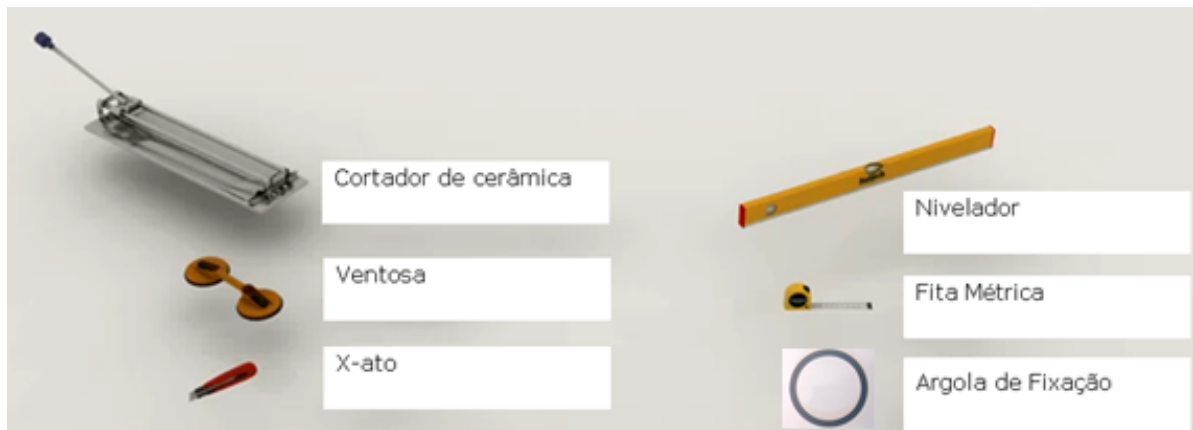 Cortador de cerâmica
Ventosa
X-ato
Nivelador
Fita Métrica
Argola de Fixação